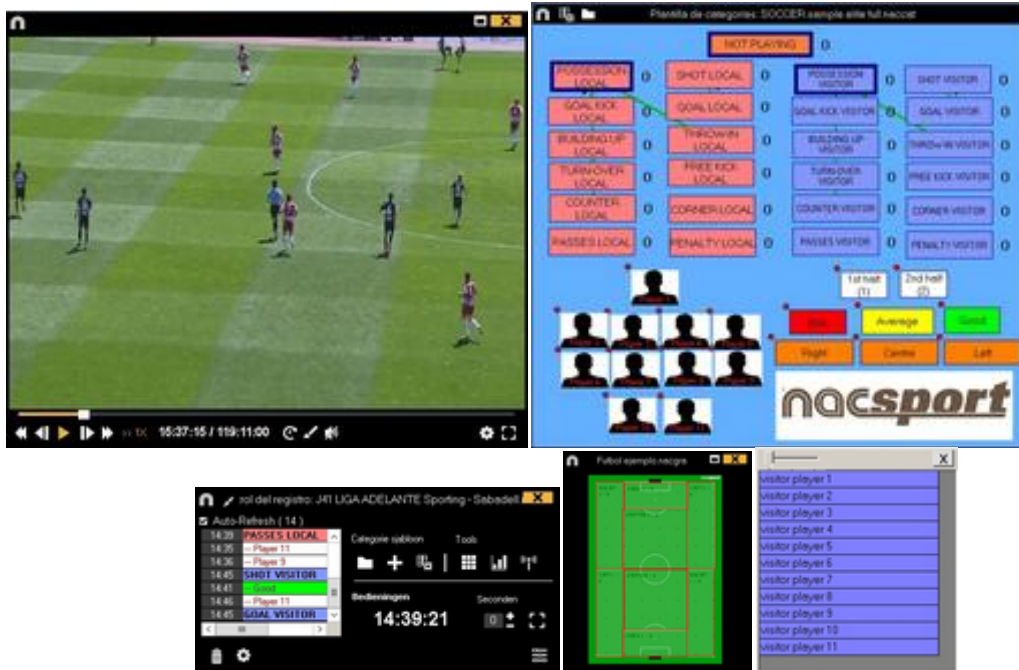 1X 15:37:15 / 119:11:00
Plantilla de categories: SOCCER sample elite full.naccat
NOT PLAYING 0
POSSESSION LOCAL 0
SHOT LOCAL 0
POSSESSION VISITOR 0
SHOT VISITOR 0
GOAL KICK LOCAL 0
GOAL LOCAL 0
GOAL KICK VISITOR 0
GOAL VISITOR 0
BUILDING UP LOCAL 0
THROW-IN LOCAL 0
BUILDING UP VISITOR 0
THROW-IN VISITOR 0
TURN OVER LOCAL 0
FREE KICK LOCAL 0
TURN OVER VISITOR 0
FREE KICK VISITOR 0
COUNTER LOCAL 0
CORNER LOCAL 0
COUNTER VISITOR 0
CORNER VISITOR 0
PASSES LOCAL 0
PENALTY LOCAL 0
PASSES VISITOR 0
PENALTY VISITOR 0
1st half (1)
2nd half (2)
Average
Good
Right
Centre
Left
nacsport
rol del registro: J41 LIGA ADELANTE Sporting - Sabadell
Auto-Refresh ( 14 )
14:39 PASSES LOCAL
14:35 -- Player 11
14:36 -- Player 9
14:45 SHOT VISITOR
14:41 -- Good
14:46 -- Player 11
14:45 GOAL VISITOR
Categorie sjabloon
Tools
Bedieningen
Seconden
14:39:21
0
Futbol ejemplo.nacgra
X
visitor player 1
visitor player 2
visitor player 3
visitor player 4
visitor player 5
visitor player 6
visitor player 7
visitor player 8
visitor player 9
visitor player 10
visitor player 11